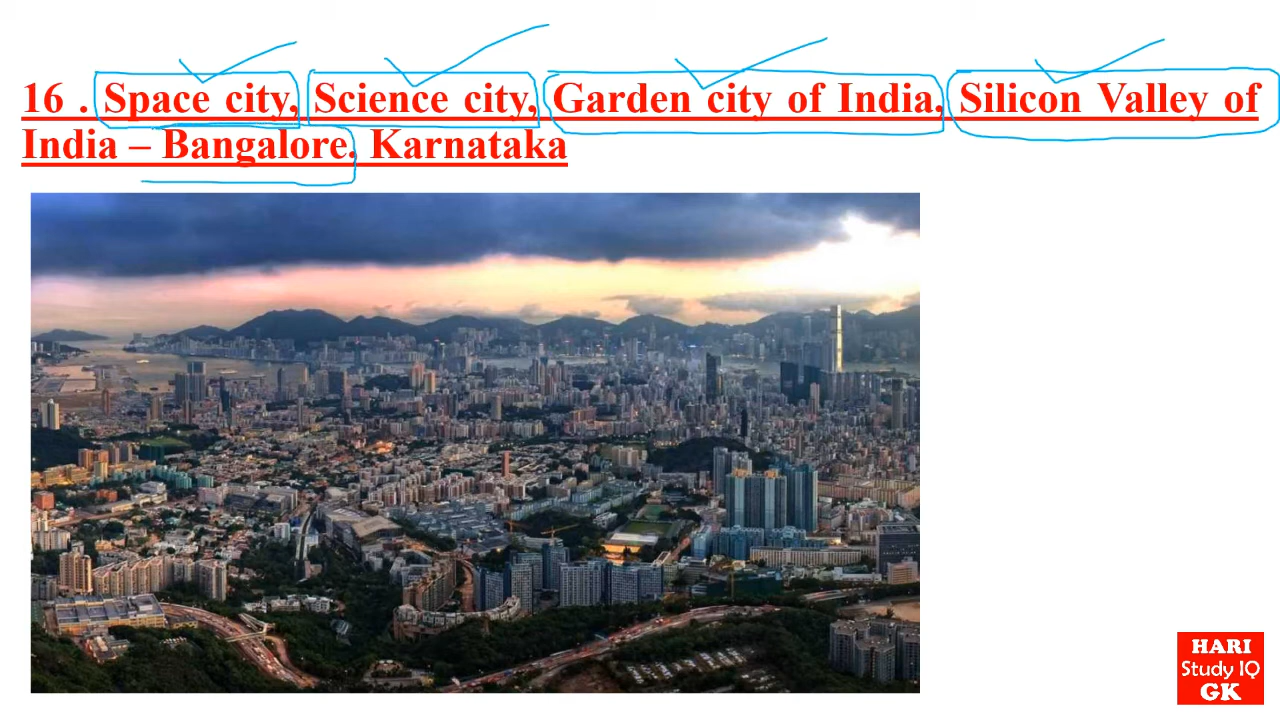 16 . Space city, Science city, Garden city of India, Silicon Valley of
India – Bangalore, Karnataka
HARI
Study IQ
GK